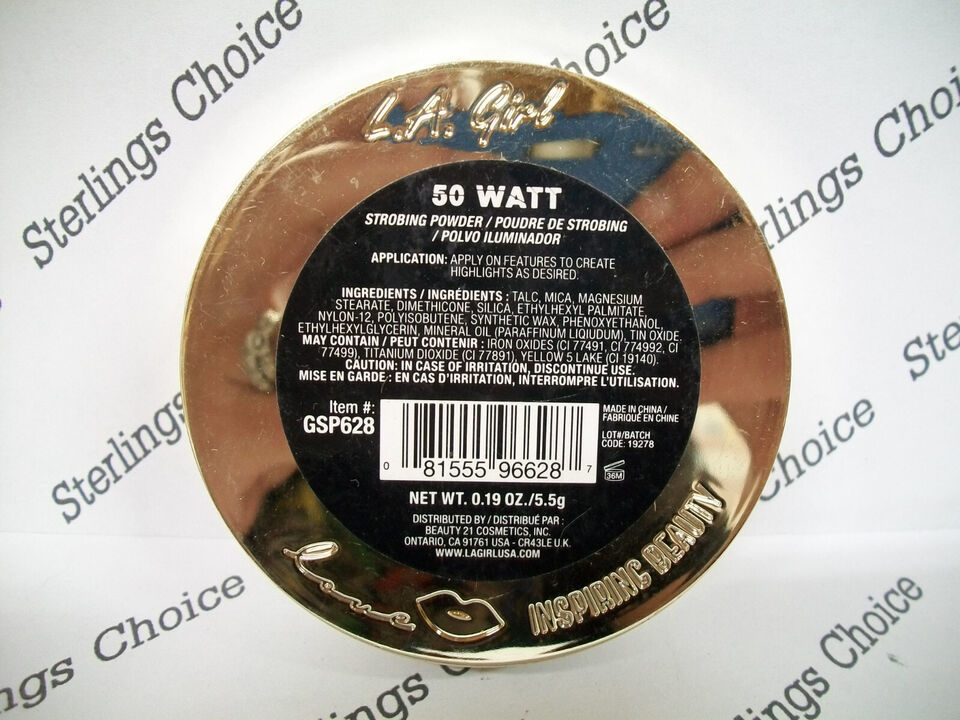 Sterlings Choice
Sterlings Choice
L.A. Girl
50 WATT
STROBING POWDER / POUDRE DE STROBING
/ POLVO ILUMINADOR
APPLICATION: APPLY ON FEATURES TO CREATE
HIGHLIGHTS AS DESIRED.
INGREDIENTS / INGRÉDIENTS : TALC, MICA, MAGNESIUM
STEARATE, DIMETHICONE, SILICA, ETHYLHEXYL PALMITATE,
NYLON-12, POLYISOBUTENE, SYNTHETIC WAX, PHENOXYETHANOL,
ETHYLHEXYLGLYCERIN, MINERAL OIL (PARAFFINUM LIQIUDUM), TIN OXIDE.
MAY CONTAIN / PEUT CONTENIR : IRON OXIDES (CI 77491, CI 774992, CI
77499), TITANIUM DIOXIDE (CI 77891), YELLOW 5 LAKE (CI 19140).
CAUTION: IN CASE OF IRRITATION, DISCONTINUE USE.
MISE EN GARDE : EN CAS D'IRRITATION, INTERROMPRE L'UTILISATION.
Item #:
GSP628
MADE IN CHINA /
FABRIQUÉ EN CHINE
LOT#/BATCH
CODE: 19278
0 81555 96628 7
36M
NET WT. 0.19 OZ./5.5g
DISTRIBUTED BY / DISTRIBUÉ PAR :
BEAUTY 21 COSMETICS, INC.
ONTARIO, CA 91761 USA - CR43LE U.K.
WWW.LAGIRLUSA.COM
love
INSPIRING BEAUTY
Sterlings
Choice
Sterlings Choi
Sterlings
Choice
ngs Choice
Sterlings Choice